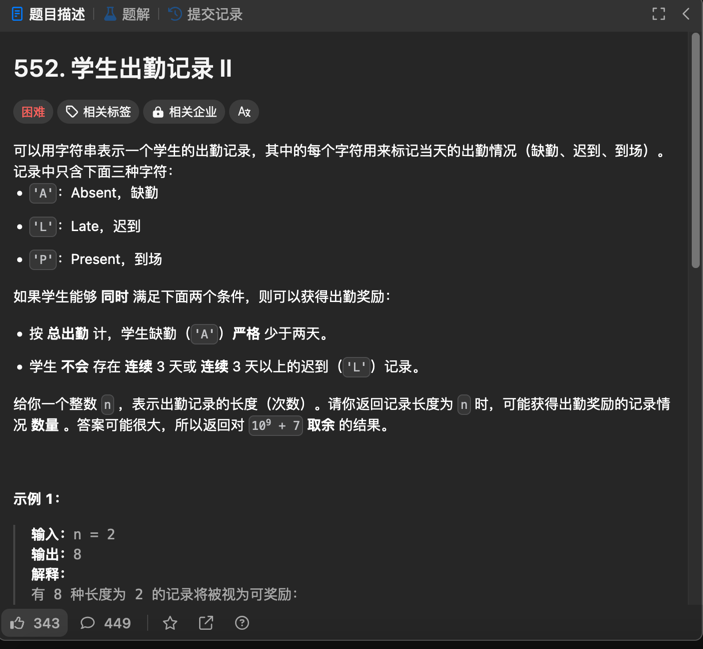 题目描述 题解 提交记录
552. 学生出勤记录 II
困难 相关标签 相关企业 Az
可以用字符串表示一个学生的出勤记录，其中的每个字符用来标记当天的出勤情况（缺勤、迟到、到场）。
记录中只含下面三种字符：
• 'A'：Absent，缺勤
• 'L'：Late，迟到
• 'P'：Present，到场
如果学生能够 同时 满足下面两个条件，则可以获得出勤奖励：
• 按 总出勤 计，学生缺勤（'A'）严格 少于两天。
• 学生 不会 存在 连续 3 天或 连续 3 天以上的迟到（'L'）记录。
给你一个整数 n ，表示出勤记录的长度（次数）。请你返回记录长度为 n 时，可能获得出勤奖励的记录情
况 数量 。答案可能很大，所以返回对 10⁹ + 7 取余 的结果。
示例 1：
输入：n = 2
输出：8
解释：
有 8 种长度为 2 的记录将被视为可奖励：
343 449